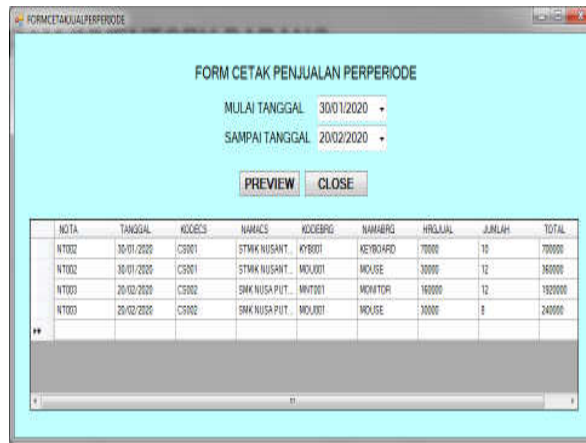 FORMCETAKJUALPERPERIODE
FORM CETAK PENJUALAN PERPERIODE
MULAI TANGGAL 30/01/2020
SAMPAI TANGGAL 20/02/2020
PREVIEW CLOSE
NOTA TANGGAL KODECS NAMACS KODEBRG NAMABRG HRGJUAL JUMLAH TOTAL
NT002 30/01/2020 CS001 STMIK NUSANT... KYB001 KEYBOARD 70000 10 700000
NT002 30/01/2020 CS001 STMIK NUSANT... MOU001 MOUSE 30000 12 360000
NT003 20/02/2020 CS002 SMK NUSA PUT... MNT001 MONITOR 160000 12 1920000
NT003 20/02/2020 CS002 SMK NUSA PUT... MOU001 MOUSE 30000 8 240000